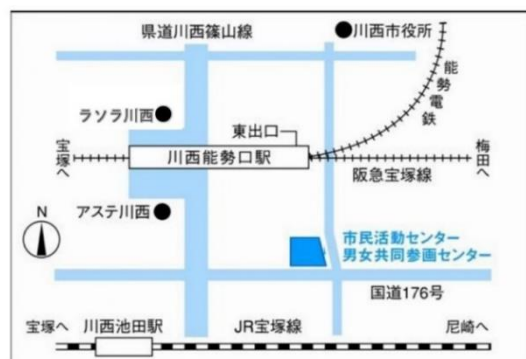 県道川西篠山線
川西市役所
能勢電鉄
ラソラ川西
東出口
宝塚へ
川西能勢口駅
梅田へ
阪急宝塚線
アステ川西
N
市民活動センター
男女共同参画センター
国道176号
宝塚へ
川西池田駅
JR宝塚線
尼崎へ